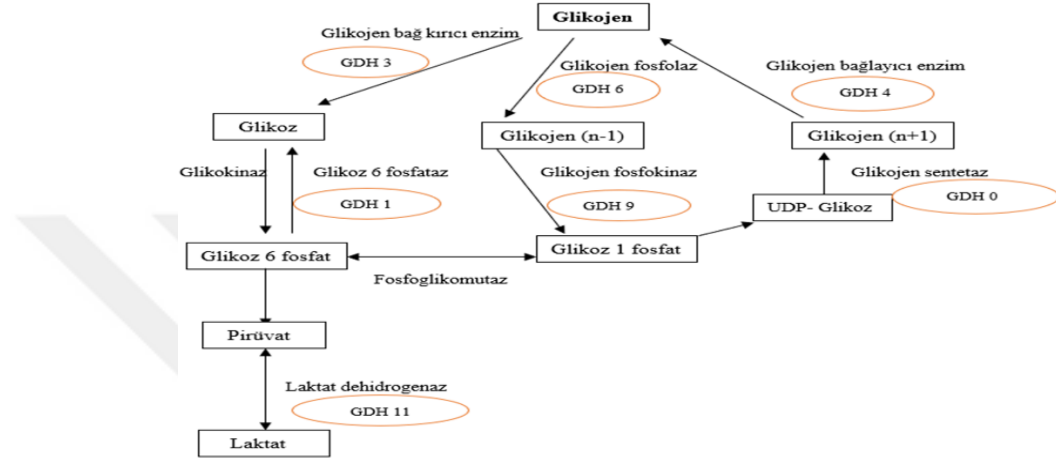 Glikojen
Glikojen bağ kırıcı enzim
GDH 3
Glikojen fosfolaz
GDH 6
Glikojen bağlayıcı enzim
GDH 4
Glikoz
Glikojen (n-1)
Glikojen (n+1)
Glikokinaz
Glikoz 6 fosfataz
GDH 1
Glikojen fosfokinaz
GDH 9
Glikojen sentetaz
GDH 0
UDP- Glikoz
Glikoz 6 fosfat
Glikoz 1 fosfat
Fosfoglikomutaz
Pirüvat
Laktat dehidrogenaz
GDH 11
Laktat